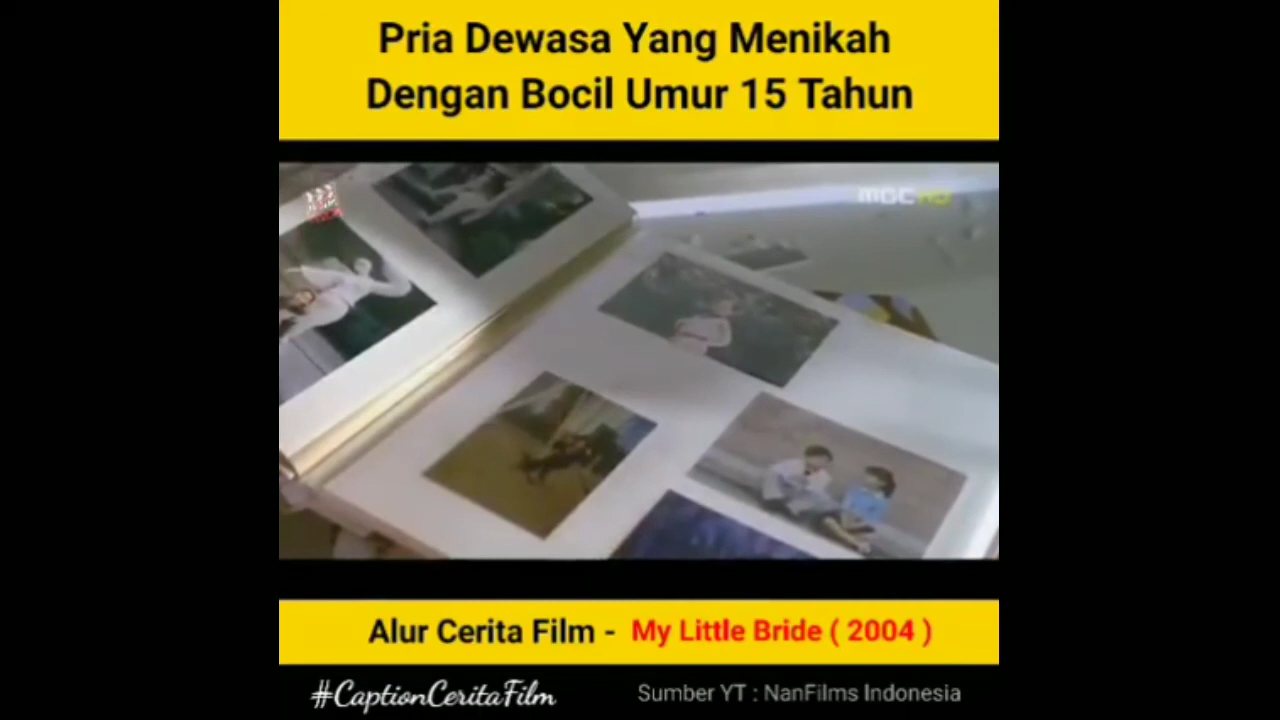 Pria Dewasa Yang Menikah
Dengan Bocil Umur 15 Tahun
MGC HD
Alur Cerita Film - My Little Bride ( 2004 )
#CaptionCeritaFilm
Sumber YT : NanFilms Indonesia